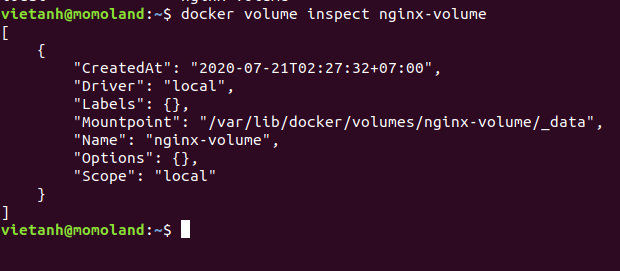 vietanh@momoland:~$ docker volume inspect nginx-volume
[
    {
        "CreatedAt": "2020-07-21T02:27:32+07:00",
        "Driver": "local",
        "Labels": {},
        "Mountpoint": "/var/lib/docker/volumes/nginx-volume/_data",
        "Name": "nginx-volume",
        "Options": {},
        "Scope": "local"
    }
]
vietanh@momoland:~$